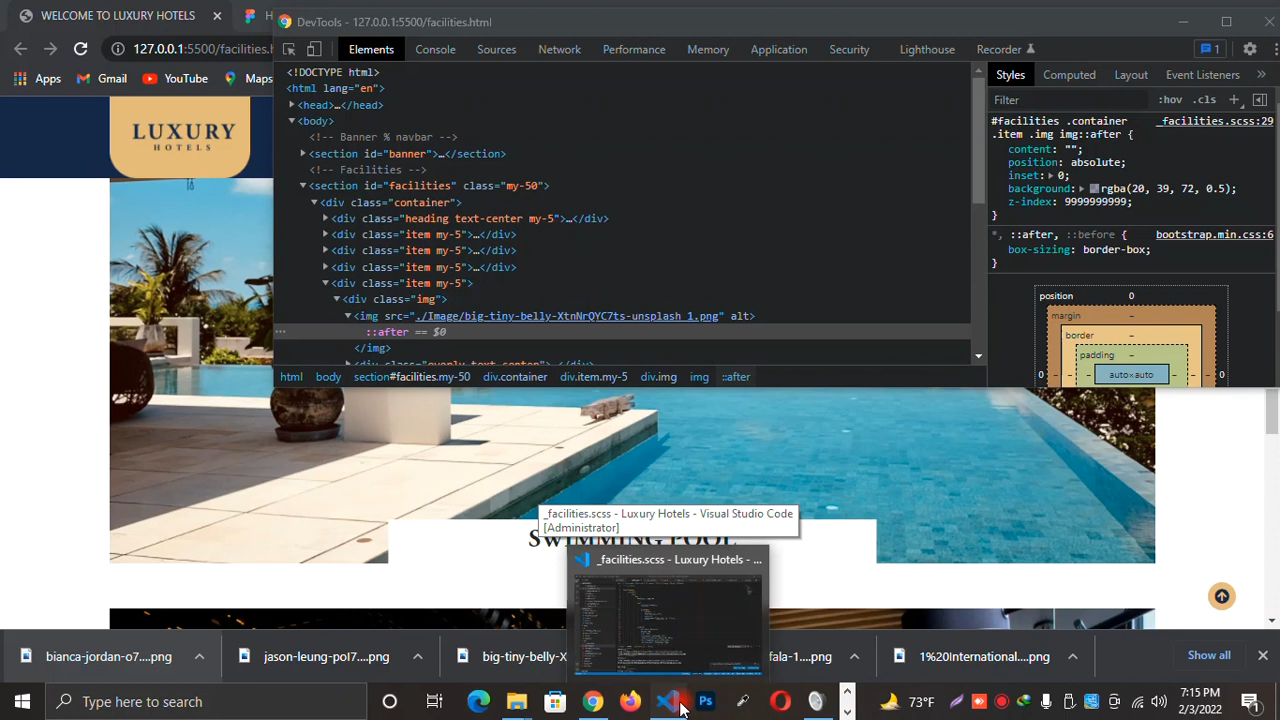 WELCOME TO LUXURY HOTELS
DevTools - 127.0.0.1:5500/facilities.html
127.0.0.1:5500/facilities.h
Apps
Gmail
YouTube
Maps
LUXURY
HOTELS
Elements
Console
Sources
Network
Performance
Memory
Application
Security
Lighthouse
Recorder
1
<!DOCTYPE html>
<html lang="en">
<head>…</head>
<body>
<!-- Banner % navbar -->
<section id="banner">…</section>
<!-- Facilities -->
<section id="facilities" class="my-50">
<div class="container">
<div class="heading text-center my-5">…</div>
<div class="item my-5">…</div>
<div class="item my-5">…</div>
<div class="item my-5">…</div>
<div class="item my-5">
<div class="img">
<img src="./Image/big-tiny-belly-XtnNrQYC7ts-unsplash 1.png" alt>
::after == $0
</img>
html
body
section#facilities.my-50
div.container
div.item.my-5
div.img
img
::after
Styles
Computed
Layout
Event Listeners
Filter
:hov .cls
#facilities .container _facilities.scss:29
.item .img img::after {
content: "";
position: absolute;
inset: 0;
background: rgba(20, 39, 72, 0.5);
z-index: 9999999999;
}
*, ::after, ::before { bootstrap.min.css:6
box-sizing: border-box;
}
position 0
margin -
border -
padding -
0 - - - auto×auto - - - 0
SWIMMING POOL
_facilities.scss - Luxury Hotels - Visual Studio Code
[Administrator]
_facilities.scss - Luxury Hotels - ...
jason-leung-pol....png
1%20International.png
Show all
Type here to search
73°F
7:15 PM
2/3/2022
1